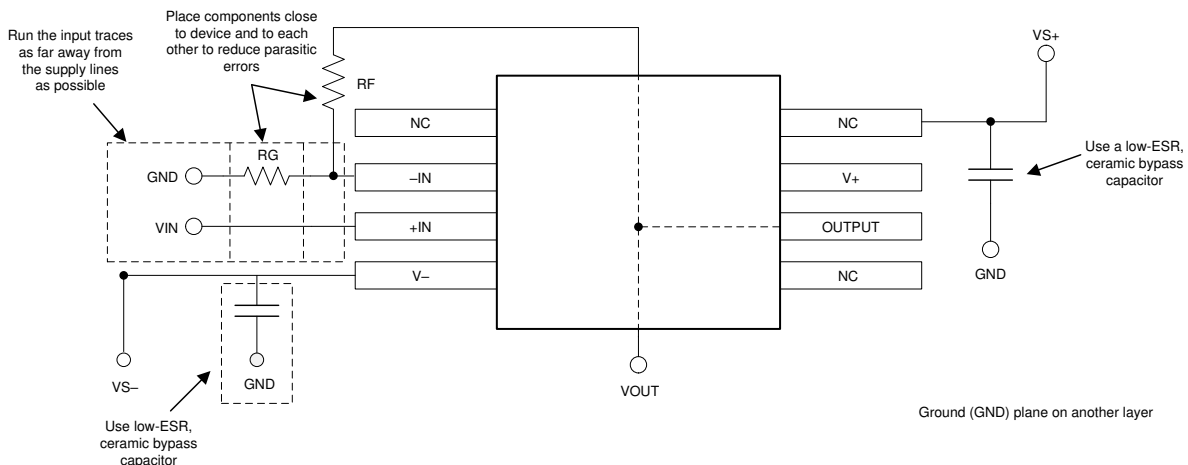 Place components close
to device and to each
other to reduce parasitic
errors
Run the input traces
as far away from
the supply lines
as possible
VS+
RF
NC
NC
Use a low-ESR,
ceramic bypass
capacitor
RG
GND
–IN
V+
VIN
+IN
OUTPUT
GND
V–
NC
VS–
GND
VOUT
Use low-ESR,
ceramic bypass
capacitor
Ground (GND) plane on another layer